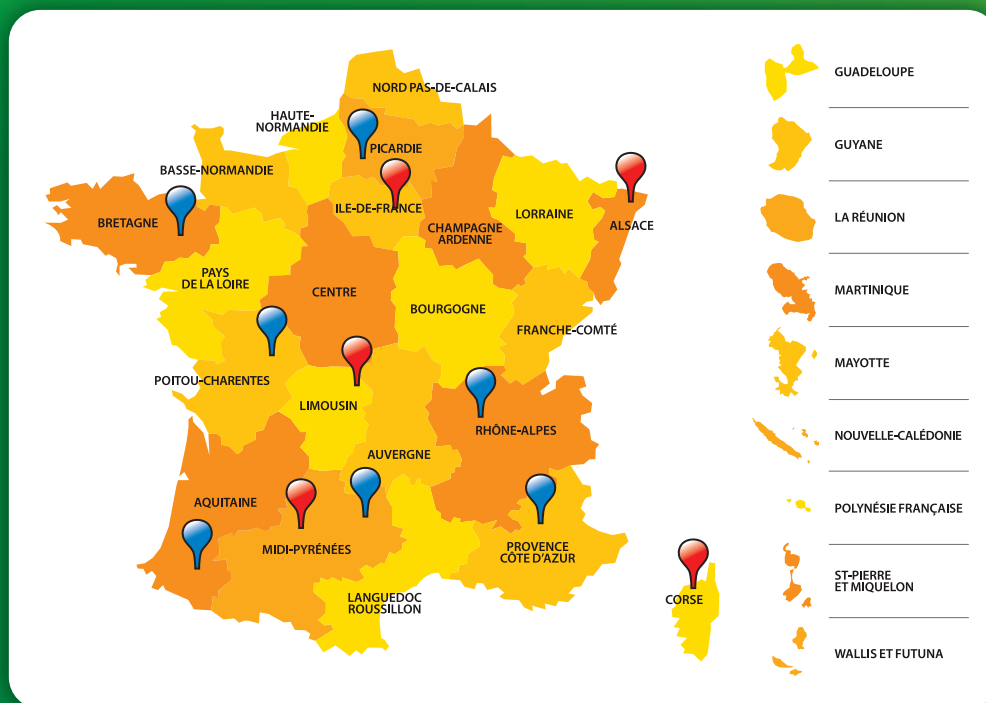 NORD PAS-DE-CALAIS
HAUTE-
NORMANDIE
PICARDIE
BASSE-NORMANDIE
ILE-DE-FRANCE
BRETAGNE
CHAMPAGNE
ARDENNE
LORRAINE
ALSACE
PAYS
DE LA LOIRE
CENTRE
BOURGOGNE
FRANCHE-COMTÉ
POITOU-CHARENTES
LIMOUSIN
RHÔNE-ALPES
AUVERGNE
AQUITAINE
MIDI-PYRÉNÉES
PROVENCE
CÔTE D'AZUR
LANGUEDOC
ROUSSILLON
CORSE
GUADELOUPE
GUYANE
LA RÉUNION
MARTINIQUE
MAYOTTE
NOUVELLE-CALÉDONIE
POLYNÉSIE FRANÇAISE
ST-PIERRE
ET MIQUELON
WALLIS ET FUTUNA